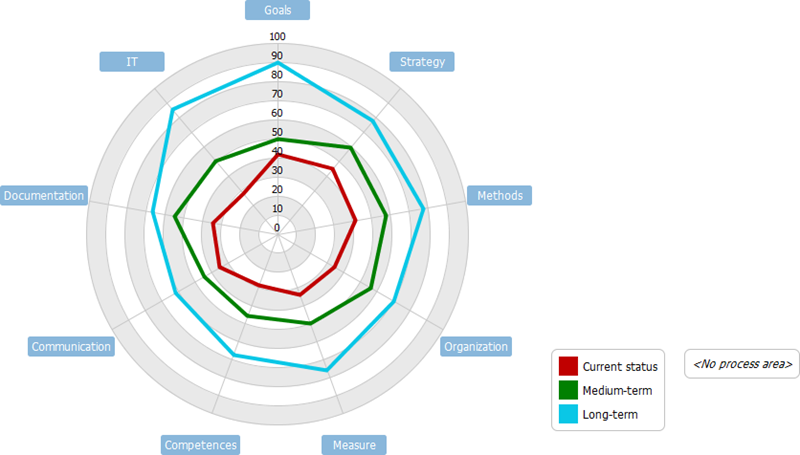 Goals
100
IT
90
Strategy
80
70
60
50
40
30
Documentation
Methods
20
10
0
Communication
Organization
Current status
<No process area>
Medium-term
Long-term
Competences
Measure